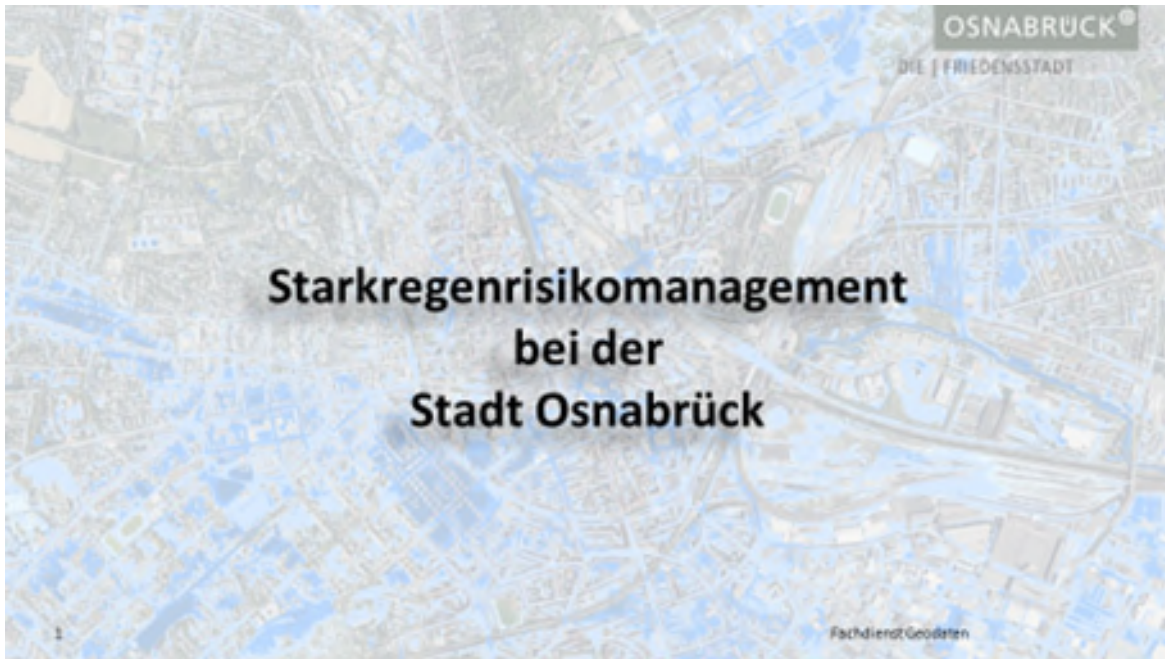 OSNABRÜCK
DIE | FRIEDENSSTADT
Starkregenrisikomanagement
bei der
Stadt Osnabrück
1
Fachdienst Geodaten